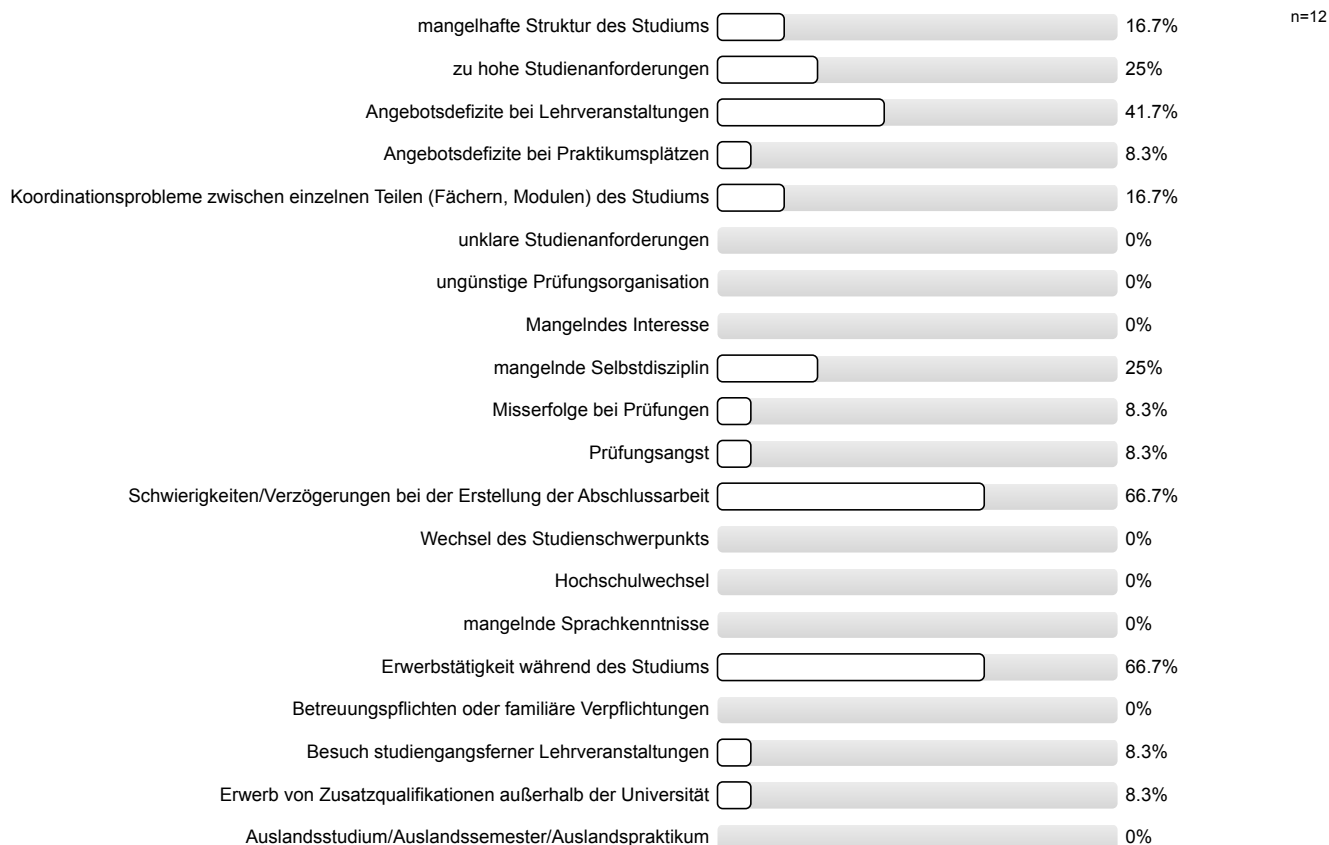 n=12
mangelhafte Struktur des Studiums 16.7%
zu hohe Studienanforderungen 25%
Angebotsdefizite bei Lehrveranstaltungen 41.7%
Angebotsdefizite bei Praktikumsplätzen 8.3%
Koordinationsprobleme zwischen einzelnen Teilen (Fächern, Modulen) des Studiums 16.7%
unklare Studienanforderungen 0%
ungünstige Prüfungsorganisation 0%
Mangelndes Interesse 0%
mangelnde Selbstdisziplin 25%
Misserfolge bei Prüfungen 8.3%
Prüfungsangst 8.3%
Schwierigkeiten/Verzögerungen bei der Erstellung der Abschlussarbeit 66.7%
Wechsel des Studienschwerpunkts 0%
Hochschulwechsel 0%
mangelnde Sprachkenntnisse 0%
Erwerbstätigkeit während des Studiums 66.7%
Betreuungspflichten oder familiäre Verpflichtungen 0%
Besuch studiengangsferner Lehrveranstaltungen 8.3%
Erwerb von Zusatzqualifikationen außerhalb der Universität 8.3%
Auslandsstudium/Auslandssemester/Auslandspraktikum 0%